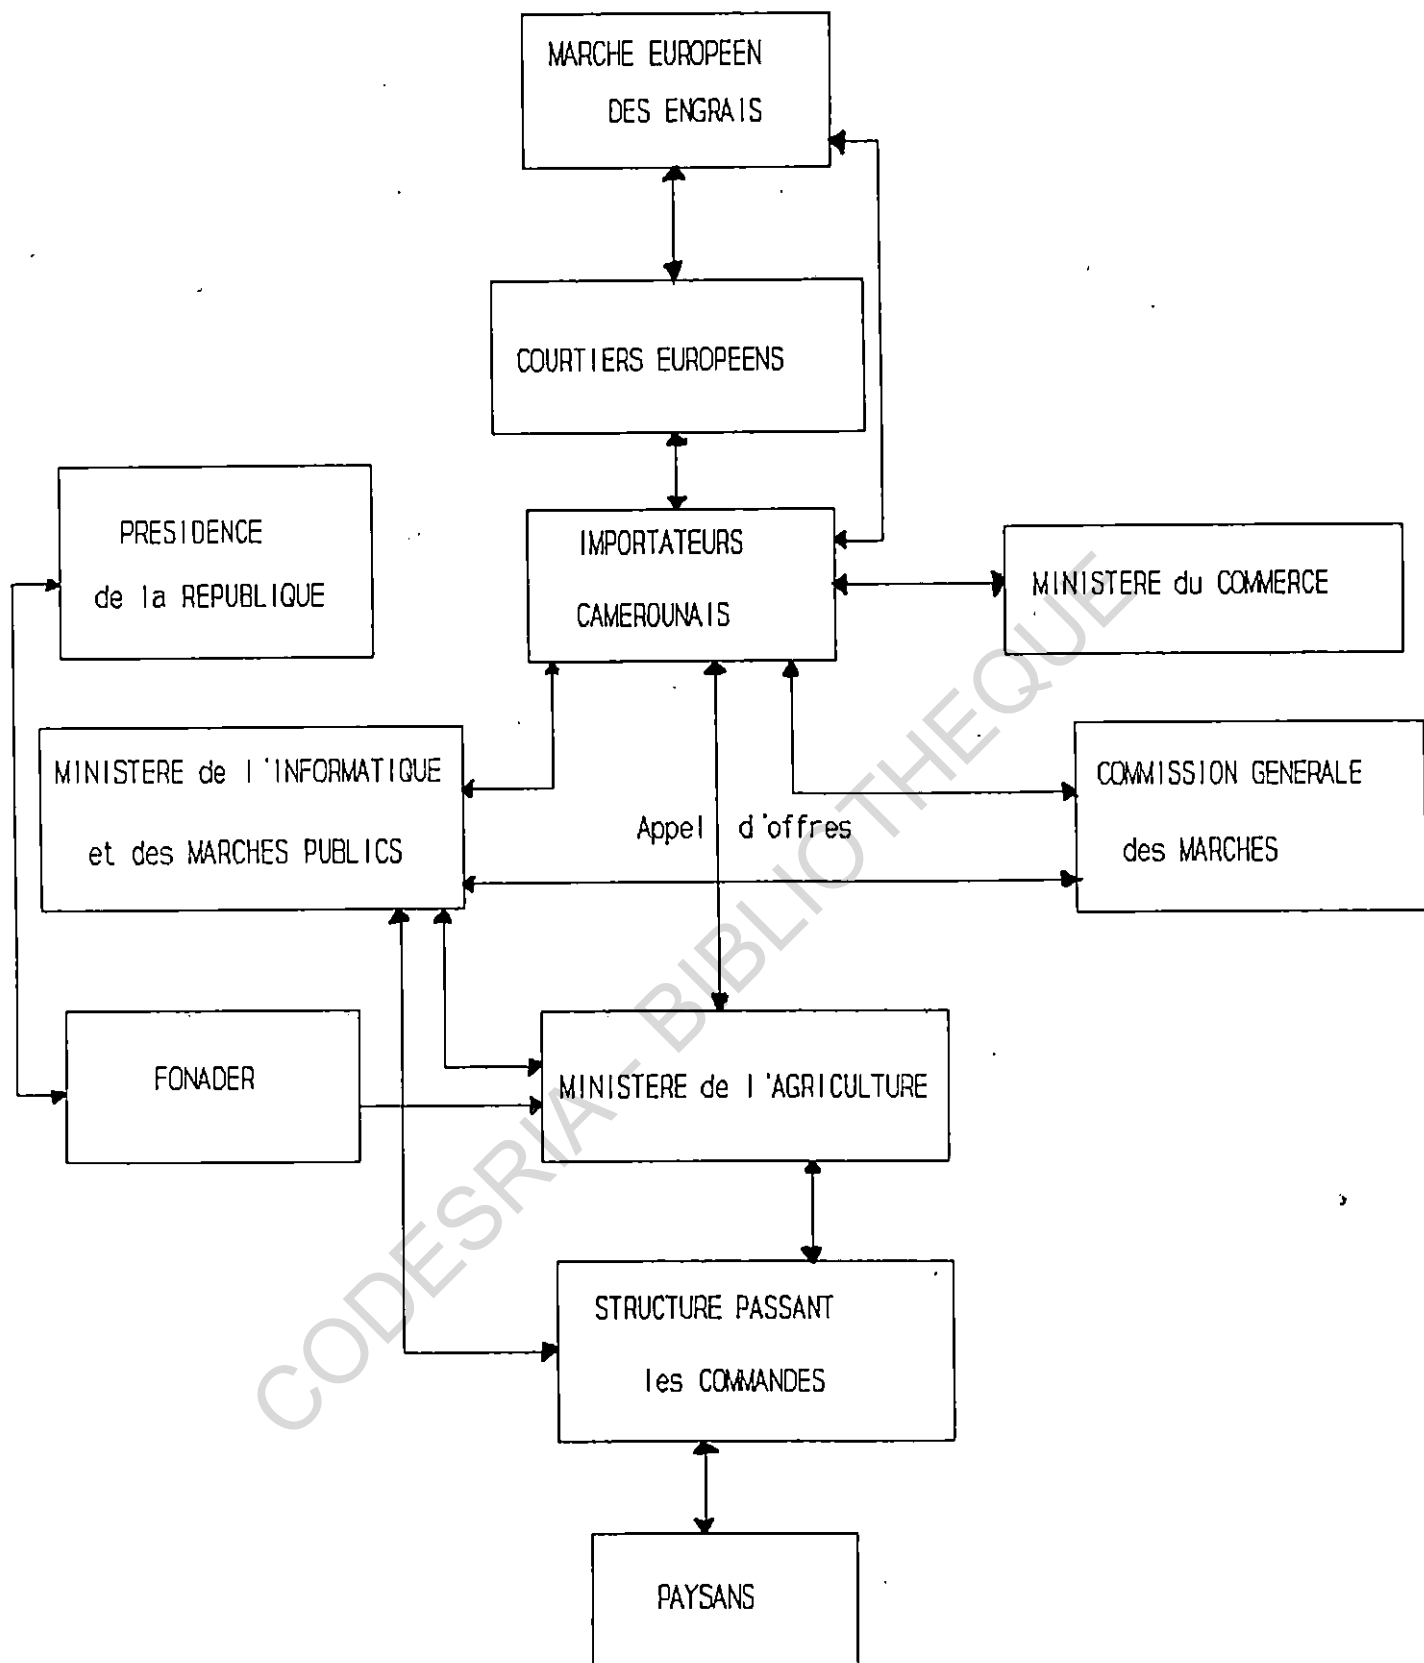 MARCHE EUROPEEN
DES ENGRAIS
COURTIERS EUROPEENS
PRESIDENCE
de la REPUBLIQUE
IMPORTATEURS
CAMEROUNAIS
MINISTERE du COMMERCE
MINISTERE de l'INFORMATIQUE
et des MARCHES PUBLICS
Appel d'offres
COMMISSION GENERALE
des MARCHES
FONADER
MINISTERE de l'AGRICULTURE
STRUCTURE PASSANT
les COMMANDES
PAYSANS
CODESRIA - BIBLIOTHEQUE